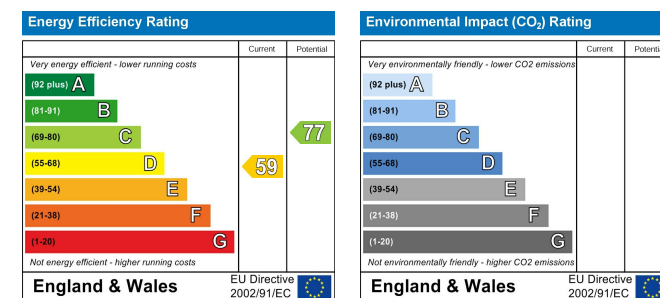 Energy Efficiency Rating
Current Potential
Very energy efficient - lower running costs
(92 plus) A
(81-91) B
(69-80) C
77
(55-68) D
59
(39-54) E
(21-38) F
(1-20) G
Not energy efficient - higher running costs
England & Wales
EU Directive
2002/91/EC
Environmental Impact (CO₂) Rating
Current Potentia
Very environmentally friendly - lower CO2 emissions
(92 plus) A
(81-91) B
(69-80) C
(55-68) D
(39-54) E
(21-38) F
(1-20) G
Not environmentally friendly - higher CO2 emissions
England & Wales
EU Directive
2002/91/EC